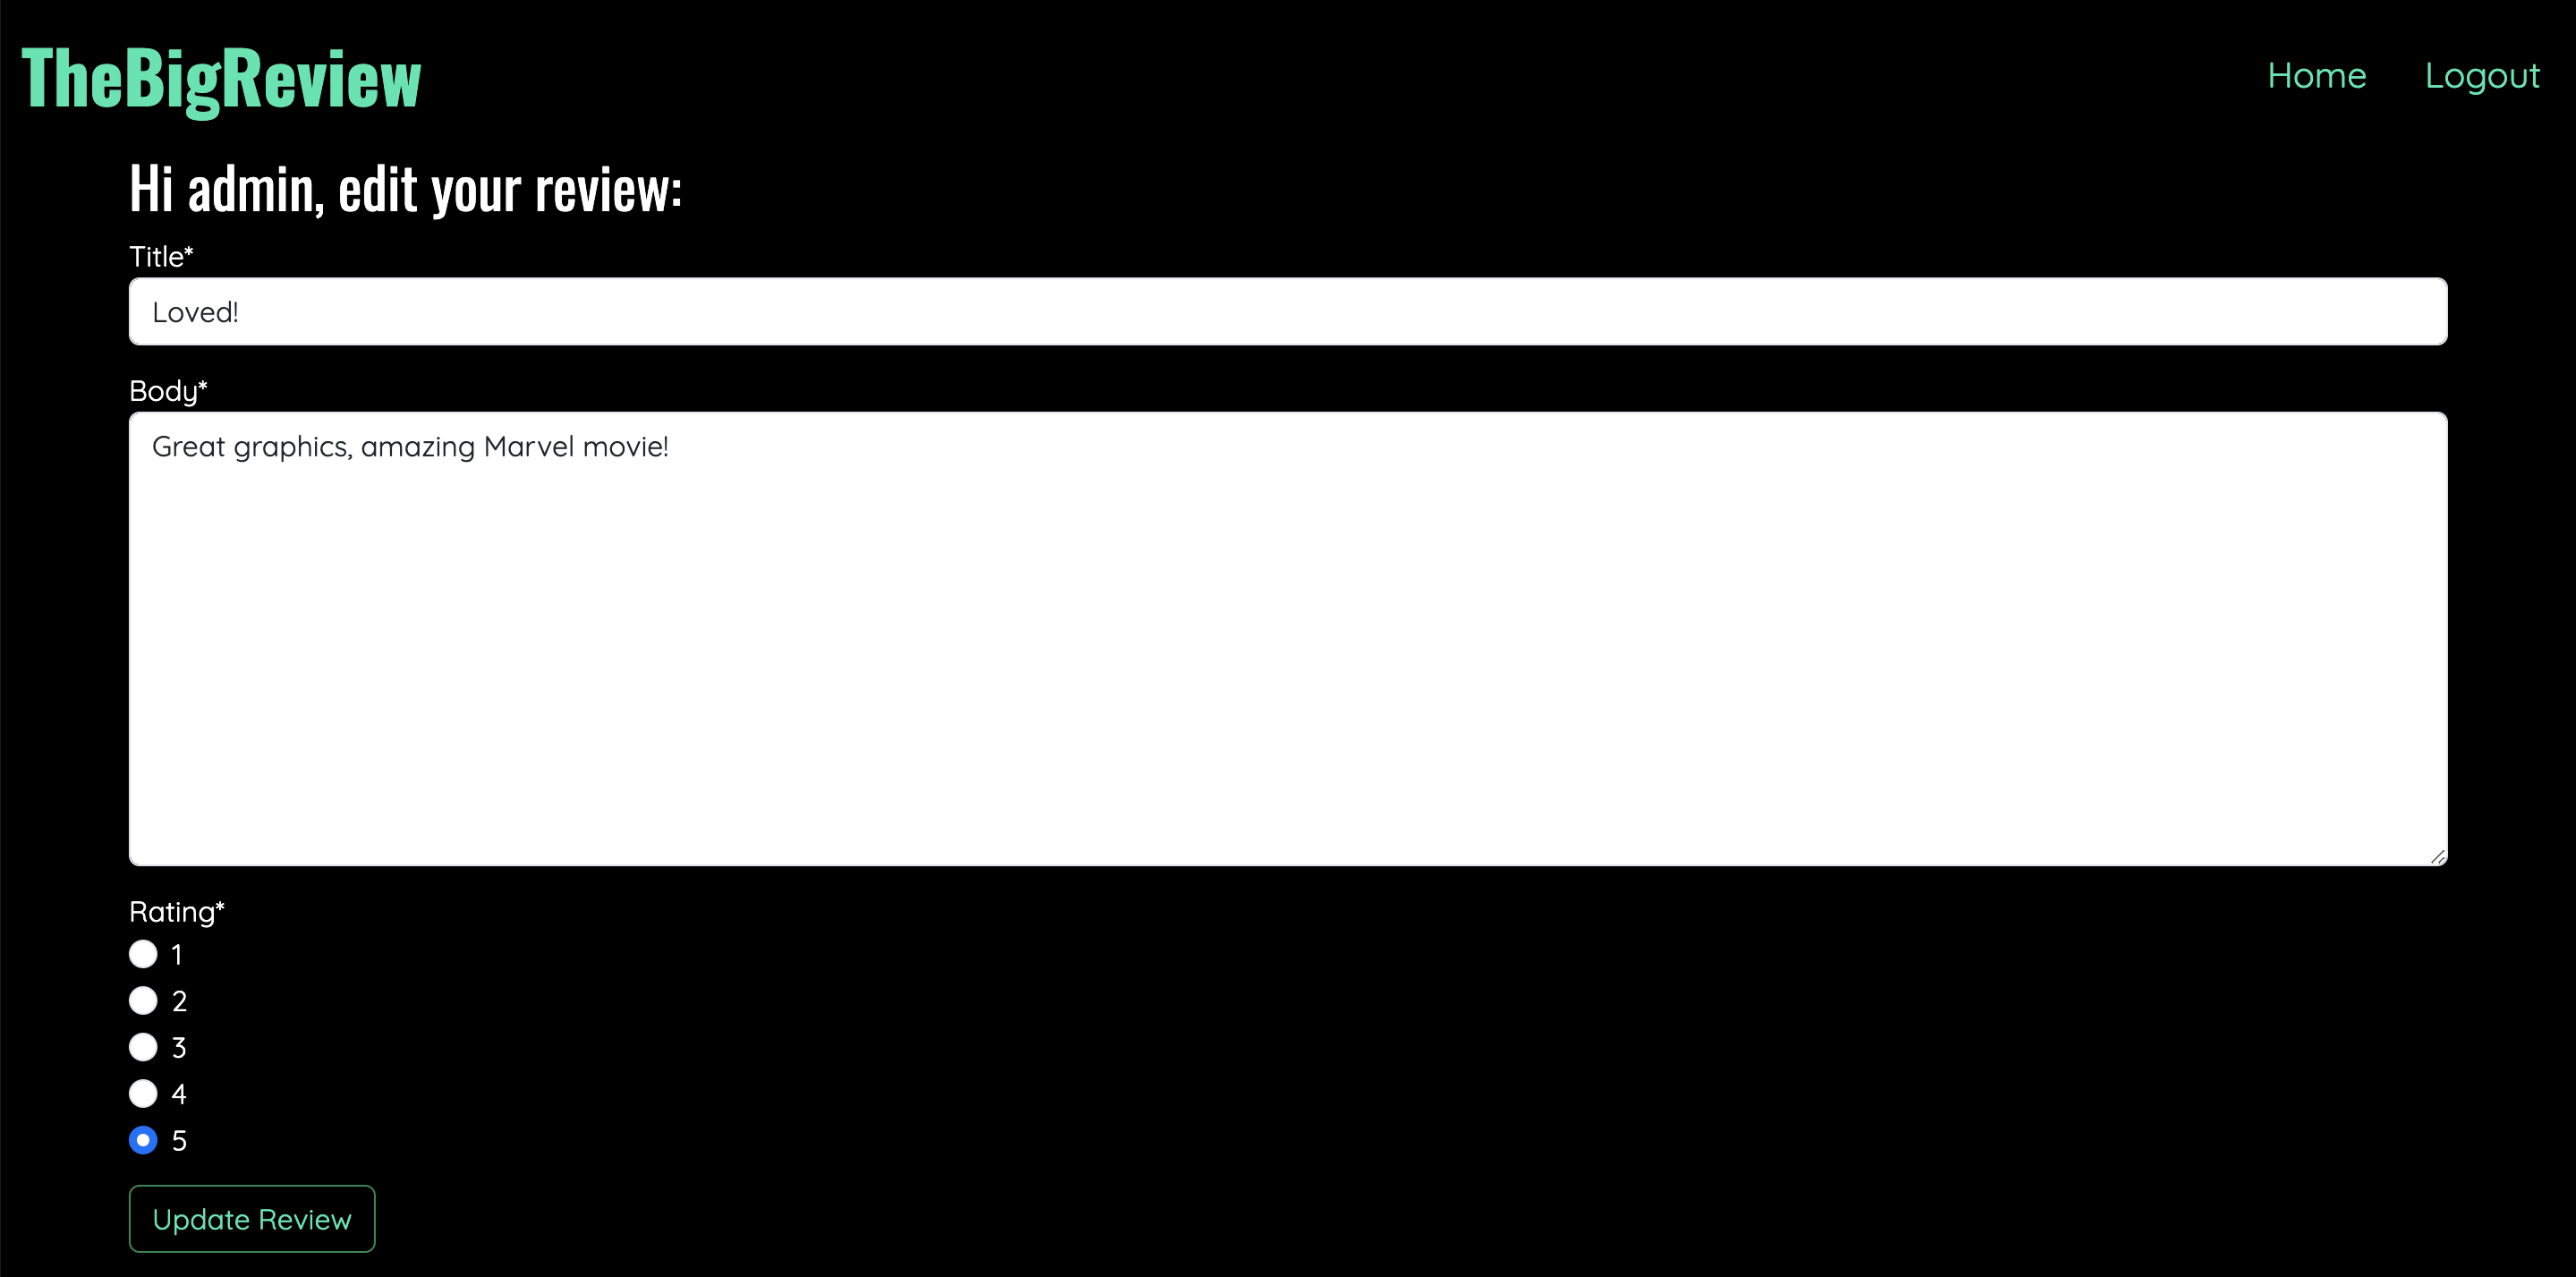 TheBigReview
Home
Logout
Hi admin, edit your review:
Title*
Loved!
Body*
Great graphics, amazing Marvel movie!
Rating*
1
2
3
4
5
Update Review